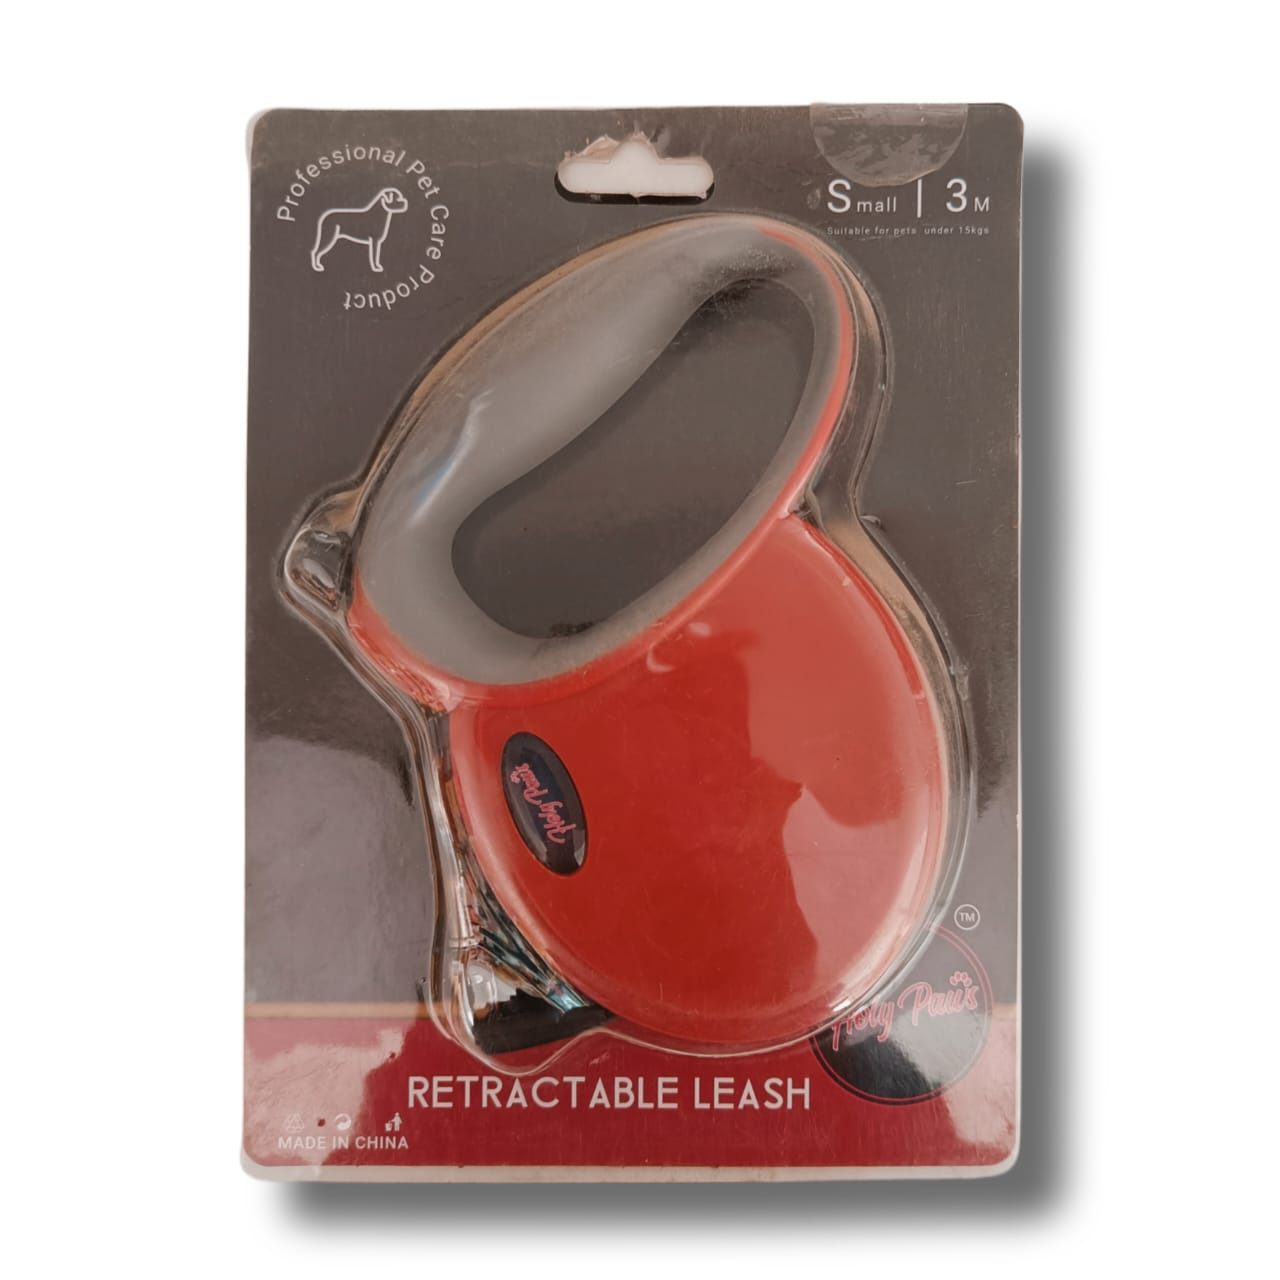 Professional Pet Care Product
Small | 3M
Suitable for pets under 15kgs
Holy Paws
TM
Holy Paws
RETRACTABLE LEASH
MADE IN CHINA